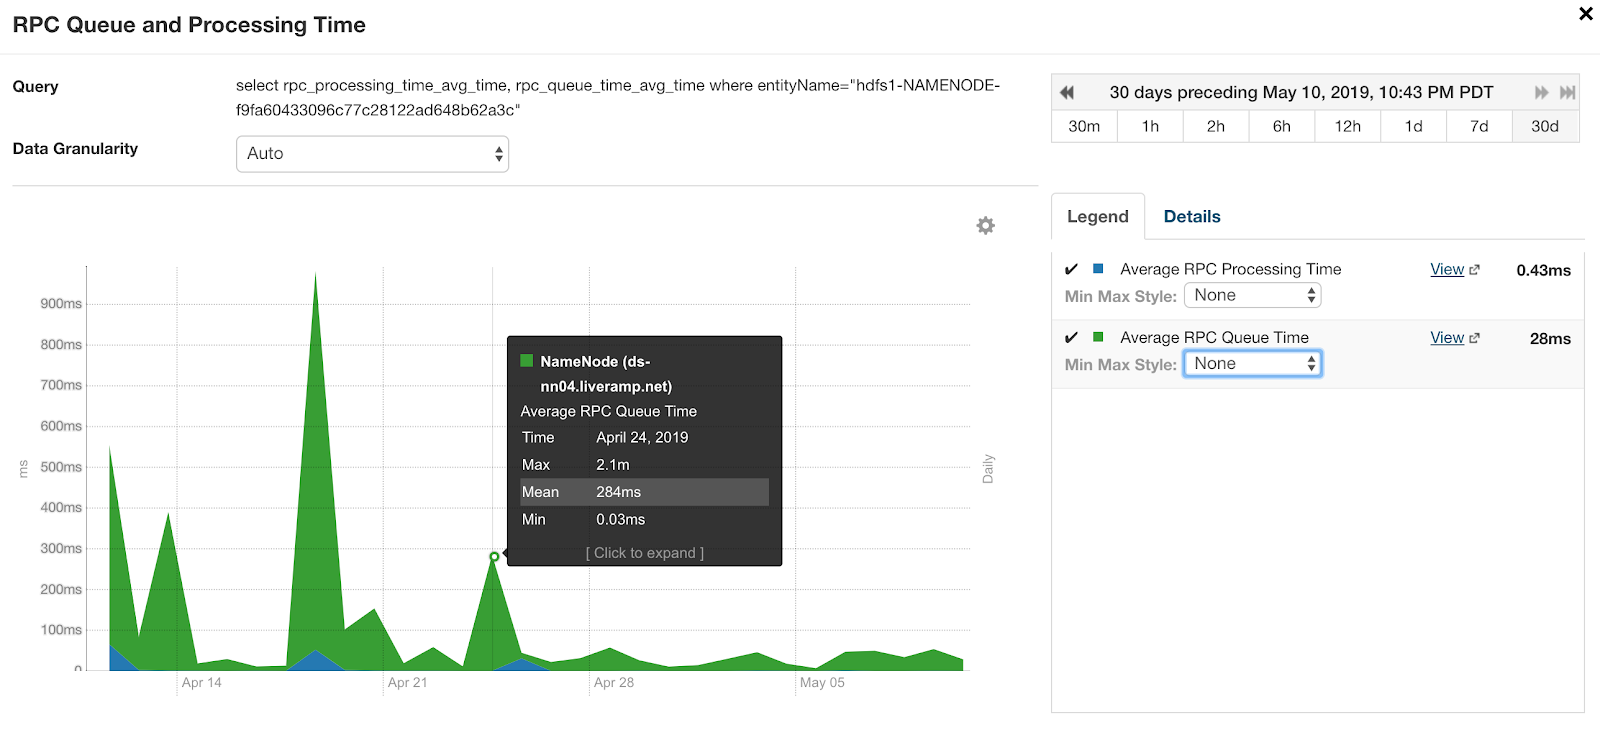 RPC Queue and Processing Time
Query
select rpc_processing_time_avg_time, rpc_queue_time_avg_time where entityName="hdfs1-NAMENODE-
f9fa60433096c77c28122ad648b62a3c"
Data Granularity
Auto
30 days preceding May 10, 2019, 10:43 PM PDT
30m 1h 2h 6h 12h 1d 7d 30d
Legend Details
Average RPC Processing Time View 0.43ms
Min Max Style: None
Average RPC Queue Time View 28ms
Min Max Style: None
ms
900ms
800ms
700ms
600ms
500ms
400ms
300ms
200ms
100ms
0
Apr 14 Apr 21 Apr 28 May 05
Daily
NameNode (ds-
nn04.liveramp.net)
Average RPC Queue Time
Time April 24, 2019
Max 2.1m
Mean 284ms
Min 0.03ms
[ Click to expand ]